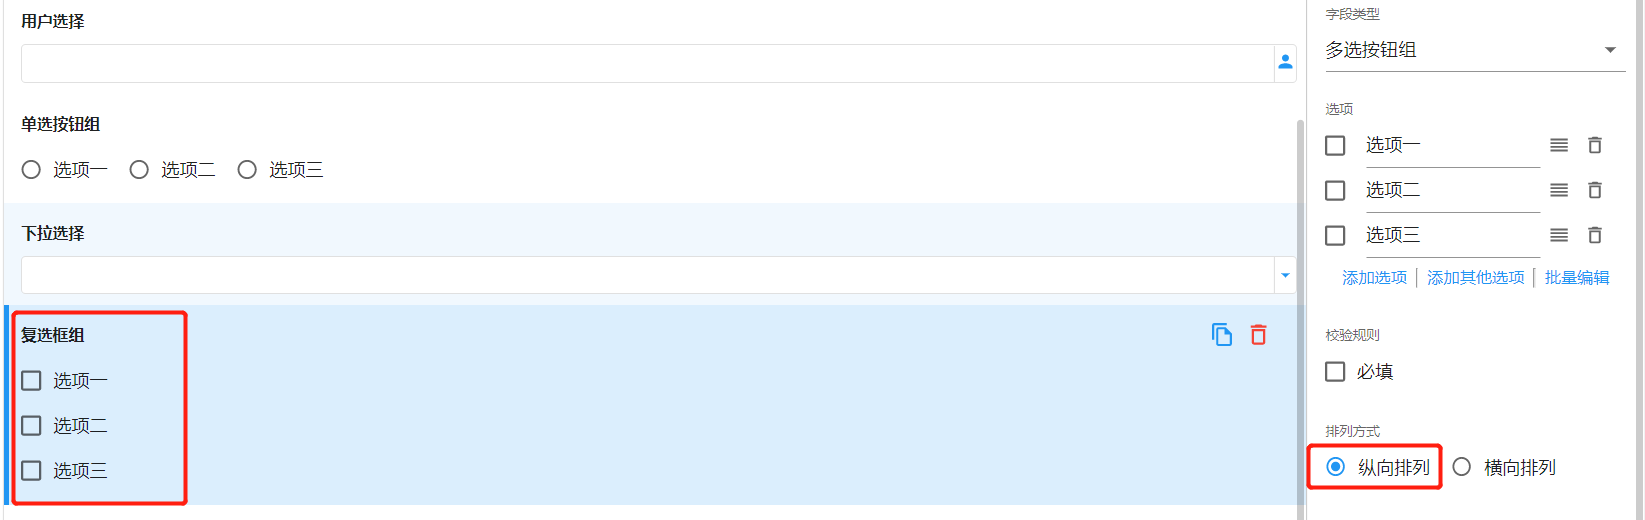 用户选择
单选按钮组
选项一 选项二 选项三
下拉选择
复选框组
选项一
选项二
选项三
字段类型
多选按钮组
选项
选项一
选项二
选项三
添加选项 添加其他选项 批量编辑
校验规则
必填
排列方式
纵向排列 横向排列